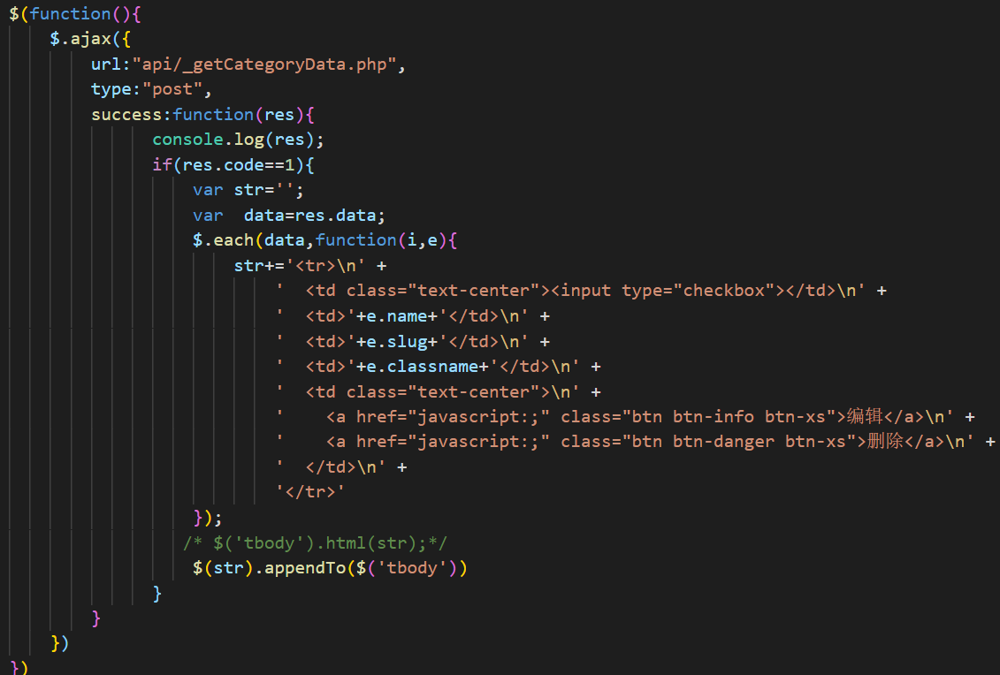 $(function(){
    $.ajax({
        url:"api/_getCategoryData.php",
        type:"post",
        success:function(res){
              console.log(res);
              if(res.code==1){
                  var str='';
                  var  data=res.data;
                  $.each(data,function(i,e){
                      str+='<tr>\n' +
                          '  <td class="text-center"><input type="checkbox"></td>\n' +
                          '  <td>'+e.name+'</td>\n' +
                          '  <td>'+e.slug+'</td>\n' +
                          '  <td>'+e.classname+'</td>\n' +
                          '  <td class="text-center">\n' +
                          '    <a href="javascript:;" class="btn btn-info btn-xs">编辑</a>\n' +
                          '    <a href="javascript:;" class="btn btn-danger btn-xs">删除</a>\n' +
                          '  </td>\n' +
                          '</tr>'
                  });
                 /* $('tbody').html(str);*/
                  $(str).appendTo($('tbody'))
              }
        }
    })
})